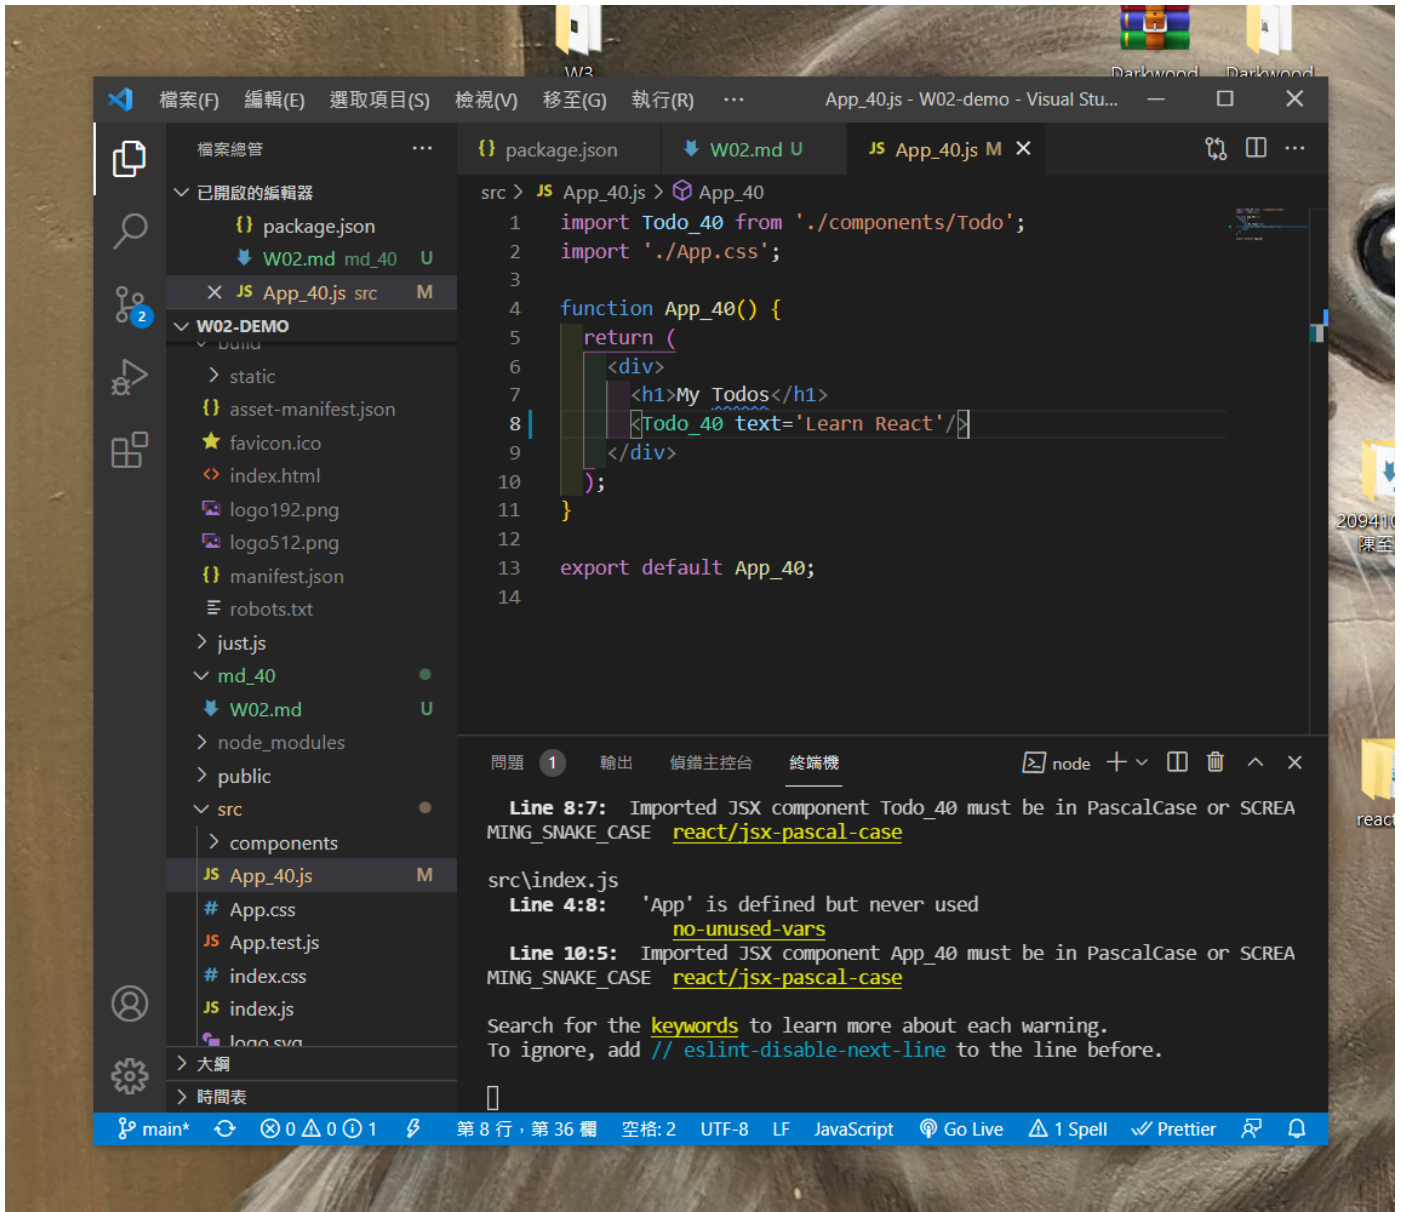 W3
Darkwood
Darkwood
檔案(F) 編輯(E) 選取項目(S) 檢視(V) 移至(G) 執行(R) ··· App_40.js - W02-demo - Visual Stu...
檔案總管 ···
已開啟的編輯器
{} package.json
W02.md md_40 U
JS App_40.js src M
W02-DEMO
build
static
{} asset-manifest.json
favicon.ico
<> index.html
logo192.png
logo512.png
{} manifest.json
robots.txt
just.js
md_40
W02.md U
node_modules
public
src
components
JS App_40.js M
# App.css
JS App.test.js
# index.css
JS index.js
logo.svg
大綱
時間表
2
{} package.json
W02.md U
JS App_40.js M
src > JS App_40.js > App_40
1 import Todo_40 from './components/Todo';
2 import './App.css';
3
4 function App_40() {
5 return (
6 <div>
7 <h1>My Todos</h1>
8 <Todo_40 text='Learn React'/>
9 </div>
10 );
11 }
12
13 export default App_40;
14
問題 1 輸出 偵錯主控台 終端機 node
Line 8:7: Imported JSX component Todo_40 must be in PascalCase or SCREA
MING_SNAKE_CASE react/jsx-pascal-case
src\index.js
Line 4:8: 'App' is defined but never used
no-unused-vars
Line 10:5: Imported JSX component App_40 must be in PascalCase or SCREA
MING_SNAKE_CASE react/jsx-pascal-case
Search for the keywords to learn more about each warning.
To ignore, add // eslint-disable-next-line to the line before.
main* 0 0 1 第 8 行，第 36 欄 空格: 2 UTF-8 LF JavaScript Go Live 1 Spell Prettier
陳至
react